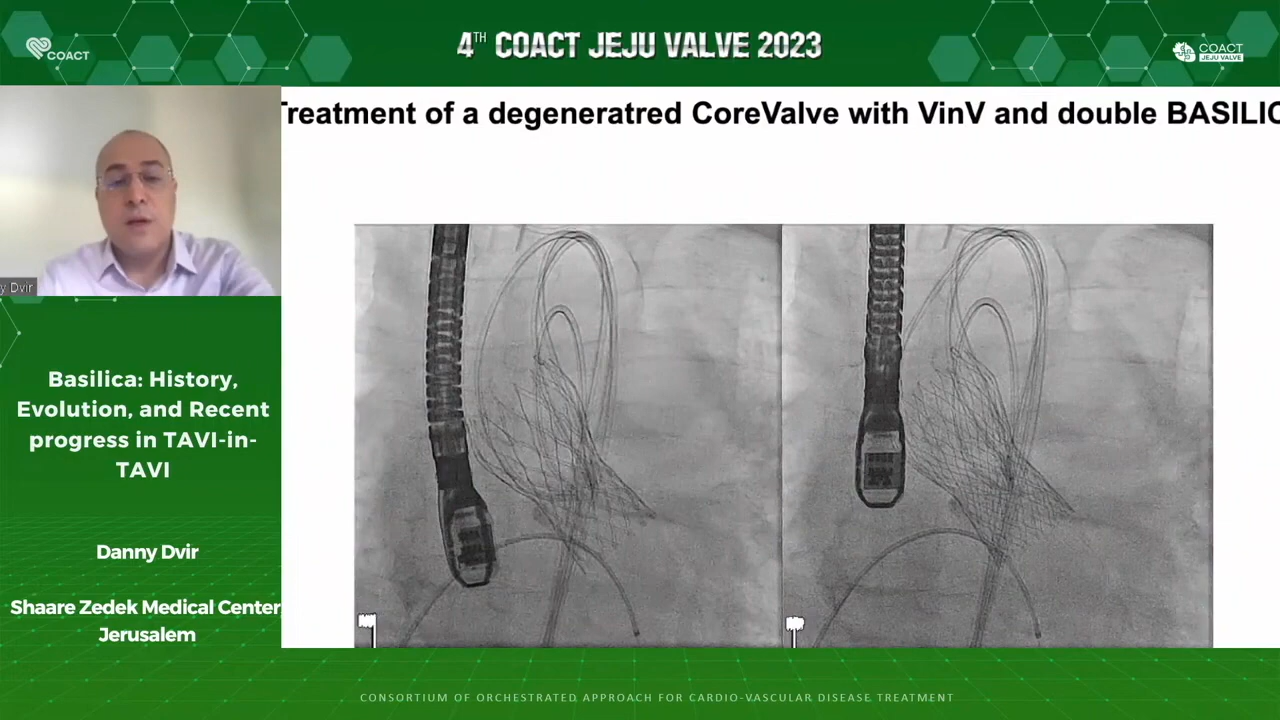 COACT
4TH COACT JEJU VALVE 2023
COACT
JEJU VALVE
Treatment of a degeneratred CoreValve with VinV and double BASILIC
y Dvir
Basilica: History,
Evolution, and Recent
progress in TAVI-in-
TAVI
Danny Dvir
Shaare Zedek Medical Center
Jerusalem
CONSORTIUM OF ORCHESTRATED APPROACH FOR CARDIO-VASCULAR DISEASE TREATMENT